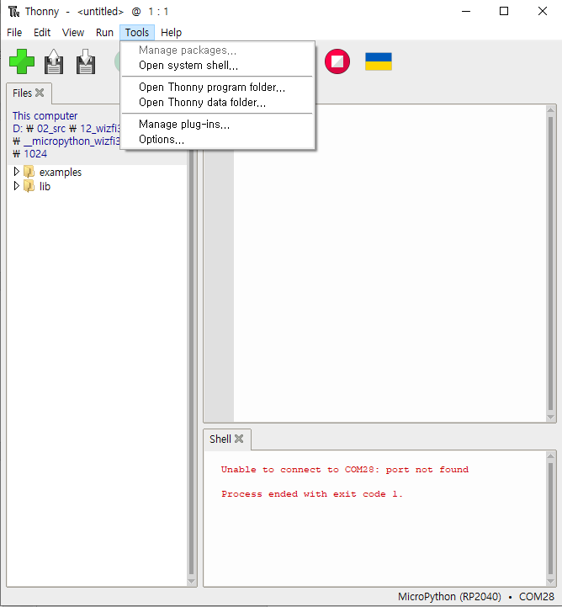 Thonny - <untitled> @ 1 : 1
File Edit View Run Tools Help
Manage packages...
Open system shell...
Open Thonny program folder...
Open Thonny data folder...
Manage plug-ins...
Options...
Files
This computer
D: ₩ 02_src ₩ 12_wizfi3
₩ __micropython_wizfi
₩ 1024
examples
lib
Shell
Unable to connect to COM28: port not found
Process ended with exit code 1.
MicroPython (RP2040) • COM28